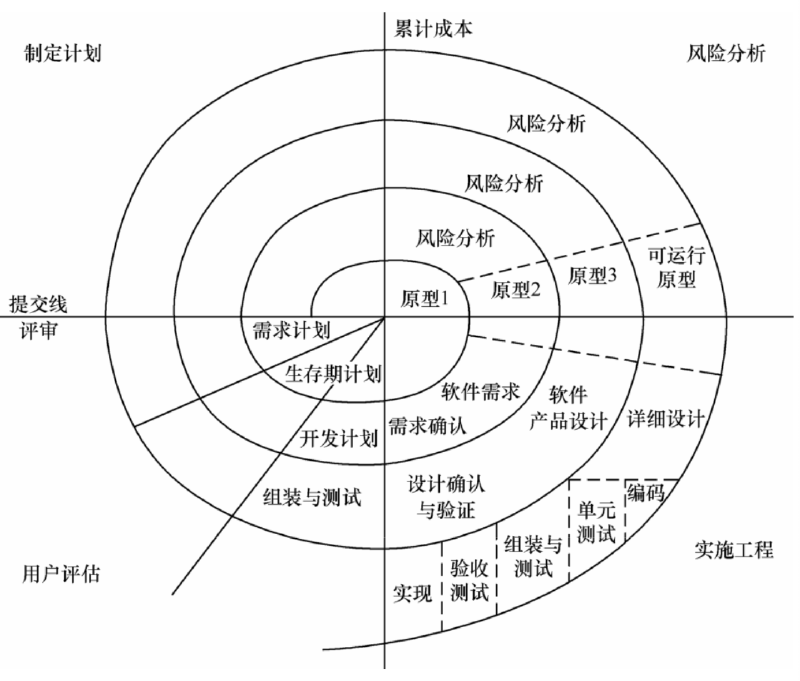 累计成本
制定计划
风险分析
风险分析
风险分析
风险分析
可运行
原型
原型3
原型2
原型1
提交线
评审
需求计划
生存期计划
软件需求
软件
产品设计
详细设计
开发计划
需求确认
组装与测试
设计确认
与验证
编码
单元
测试
组装与
测试
验收
测试
实现
用户评估
实施工程